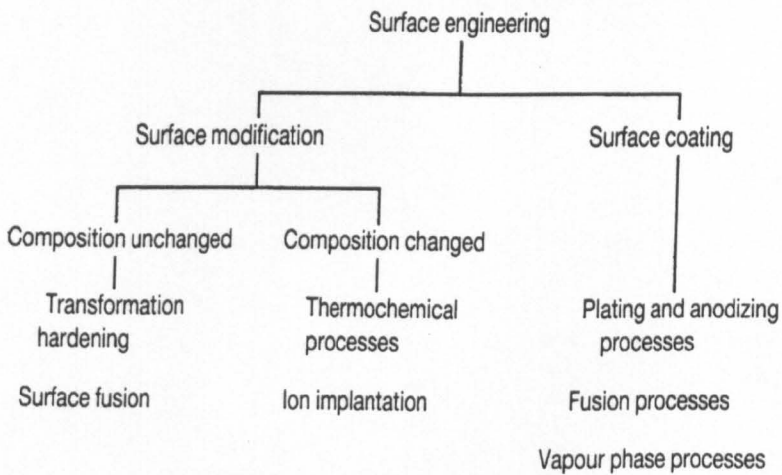 Surface engineering
Surface modification
Surface coating
Composition unchanged
Composition changed
Transformation
hardening
Thermochemical
processes
Plating and anodizing
processes
Surface fusion
Ion implantation
Fusion processes
Vapour phase processes